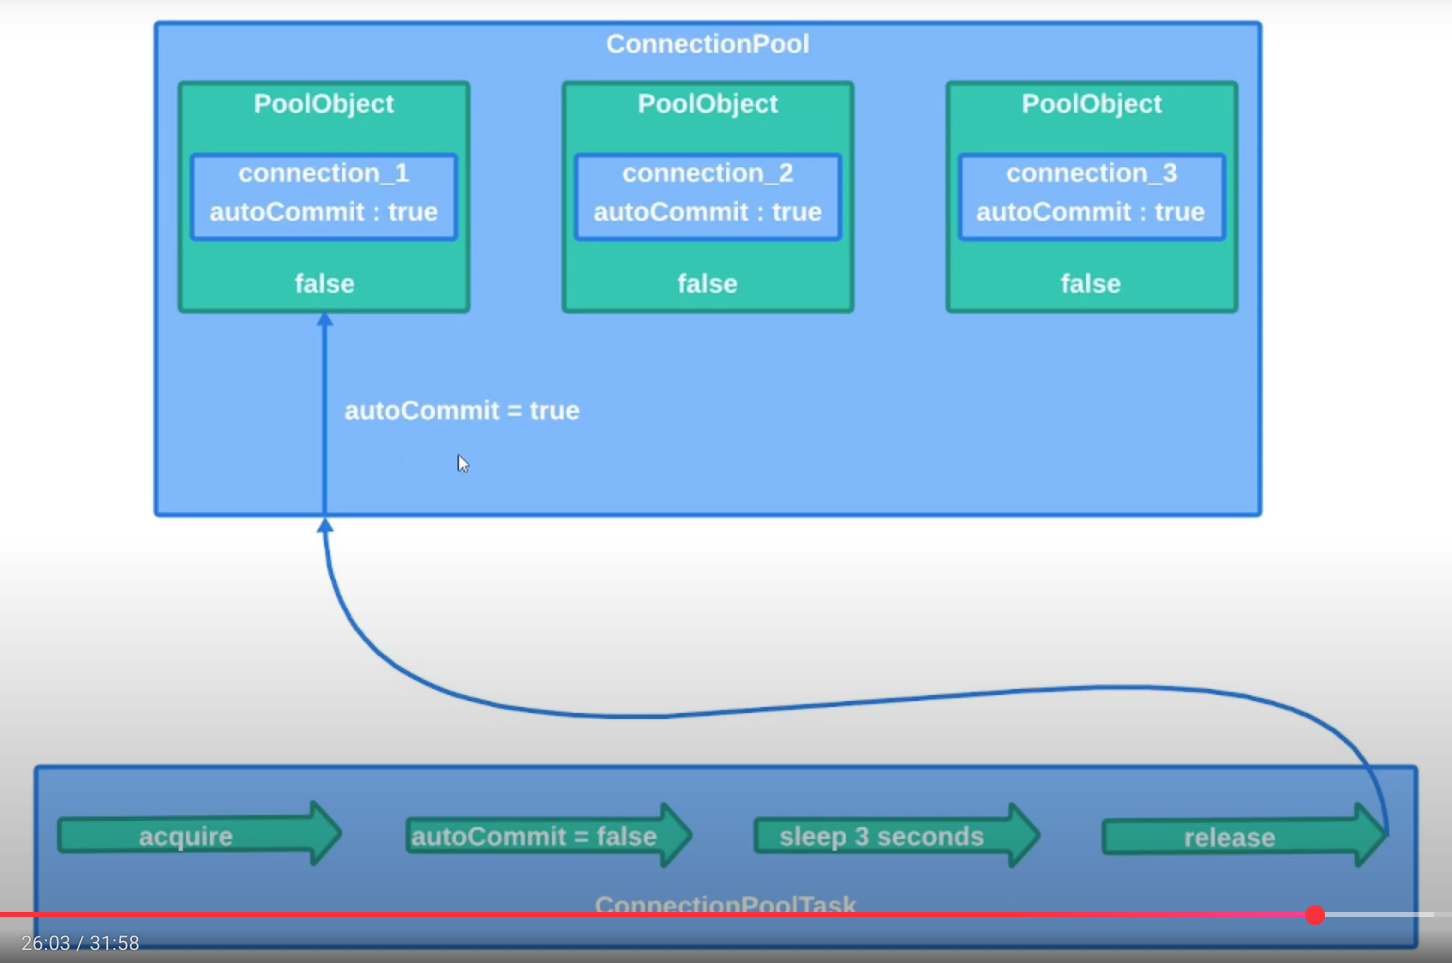 ConnectionPool
PoolObject
connection_1
autoCommit : true
false
PoolObject
connection_2
autoCommit : true
false
PoolObject
connection_3
autoCommit : true
false
autoCommit = true
acquire
autoCommit = false
sleep 3 seconds
release
ConnectionPoolTask
26:03 / 31:58